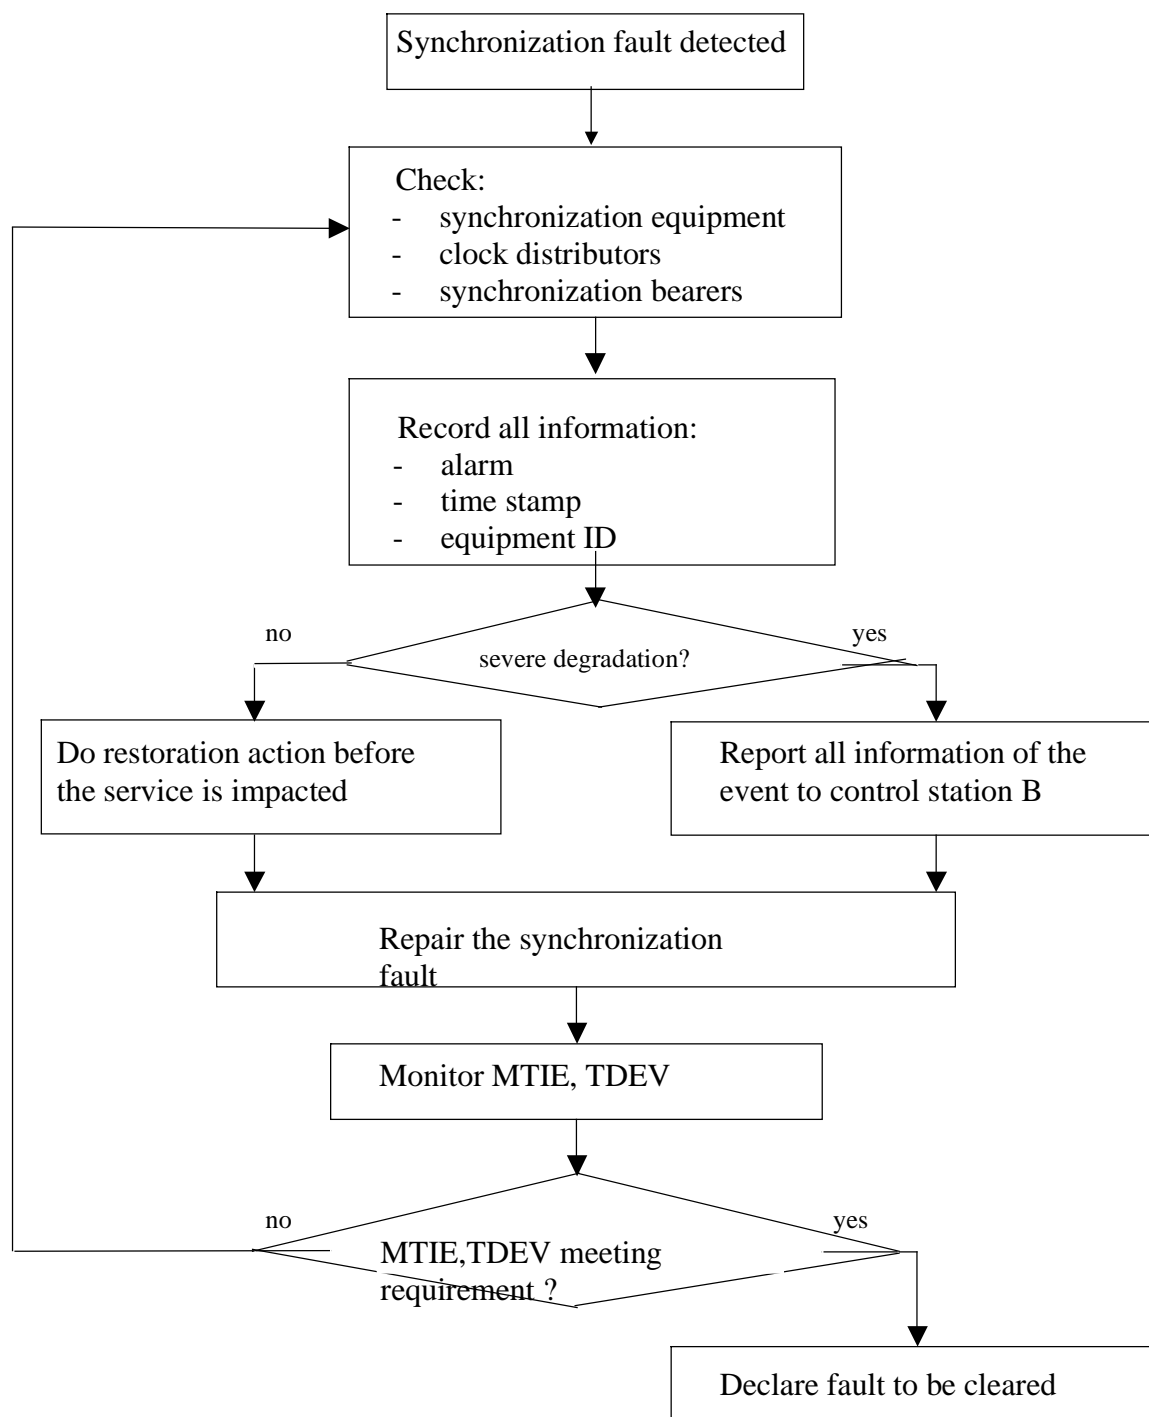 Synchronization fault detected
Check:
- synchronization equipment
- clock distributors
- synchronization bearers
Record all information:
- alarm
- time stamp
- equipment ID
no
yes
severe degradation?
Do restoration action before
the service is impacted
Report all information of the
event to control station B
Repair the synchronization
fault
Monitor MTIE, TDEV
no
yes
MTIE,TDEV meeting
requirement ?
Declare fault to be cleared